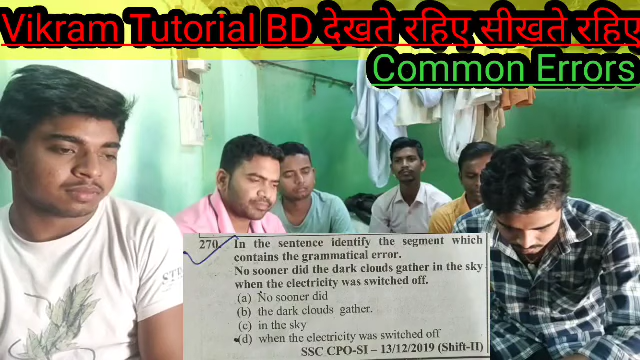 Vikram Tutorial BD देखते रहिए सीखते रहिए
Common Errors
270. In the sentence identify the segment which
contains the grammatical error.
No sooner did the dark clouds gather in the sky
when the electricity was switched off.
(a) No sooner did
(b) the dark clouds gather.
(c) in the sky
(d) when the electricity was switched off
SSC CPO-SI – 13/12/2019 (Shift-II)